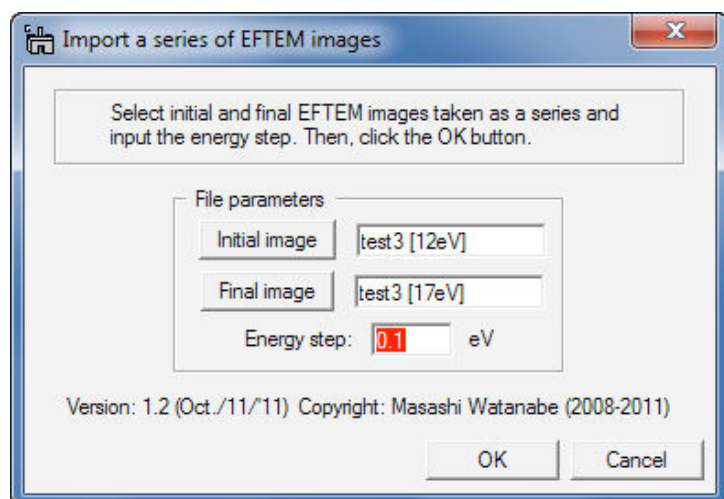 Import a series of EFTEM images
Select initial and final EFTEM images taken as a series and
input the energy step. Then, click the OK button.
File parameters
Initial image test3 [12eV]
Final image test3 [17eV]
Energy step: 0.1 eV
Version: 1.2 (Oct./11/'11) Copyright: Masashi Watanabe (2008-2011)
OK Cancel